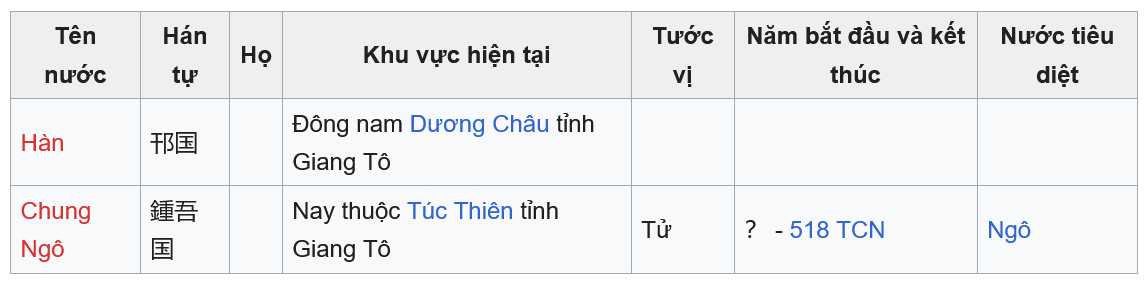 Tên nước
Hán tự
Họ
Khu vực hiện tại
Tước vị
Năm bắt đầu và kết thúc
Nước tiêu diệt
Hàn
邗国
Đông nam Dương Châu tỉnh
Giang Tô
Chung
Ngô
鍾吾
国
Nay thuộc Túc Thiên tỉnh
Giang Tô
Tử
? - 518 TCN
Ngô